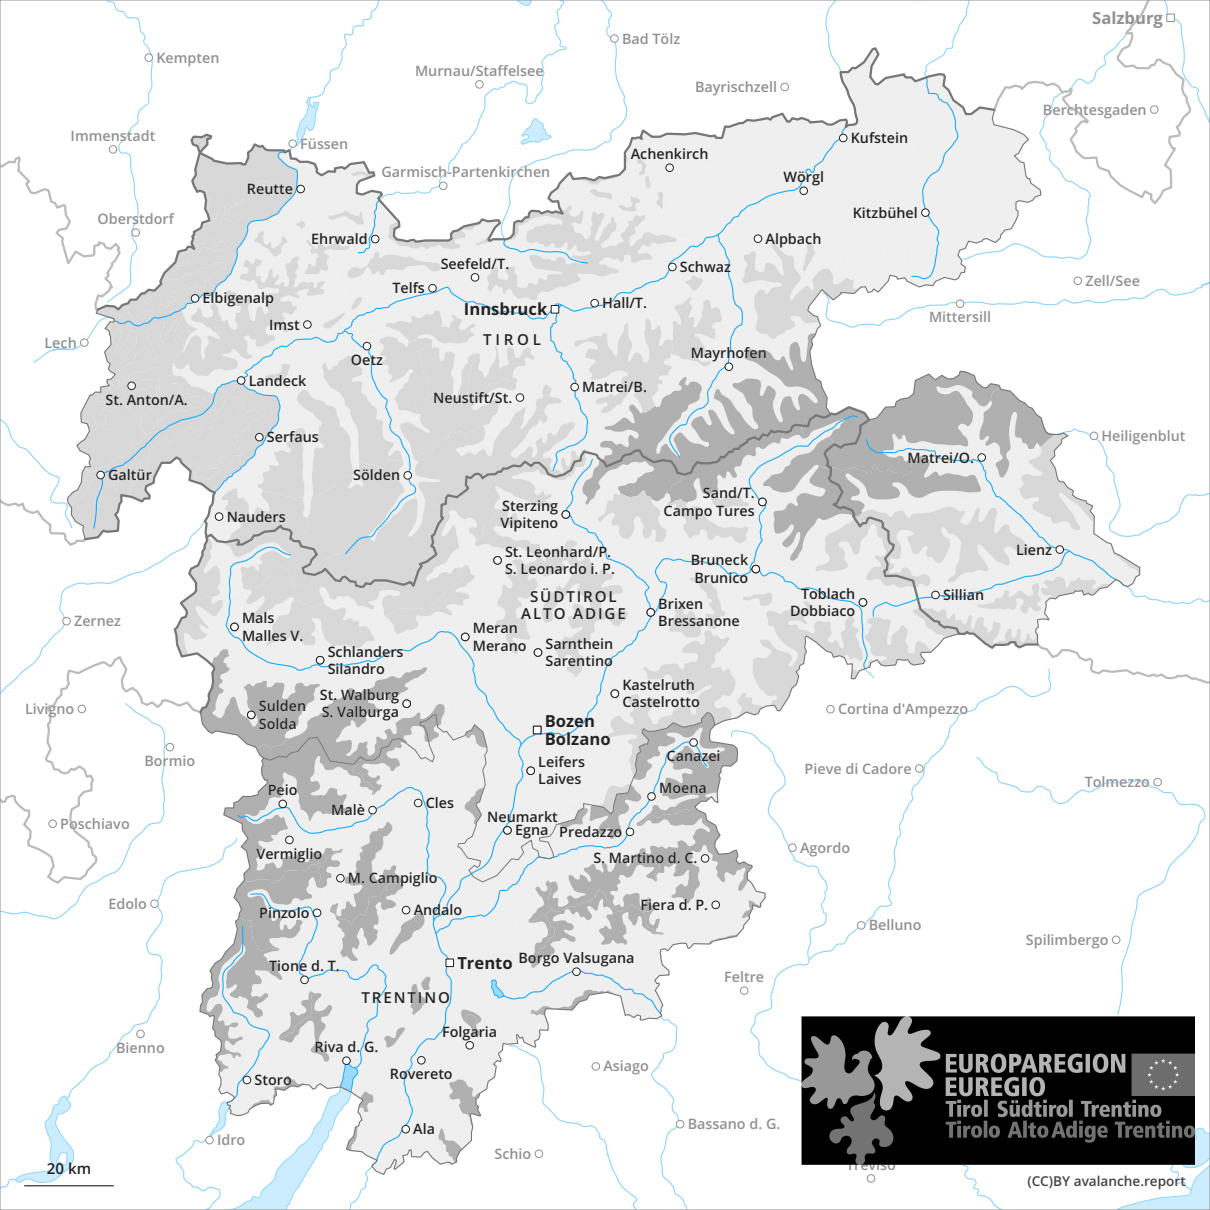 Salzburg
Bad Tölz
Kempten
Murnau/Staffelsee
Bayrischzell
Berchtesgaden
Immenstadt
Füssen
Kufstein
Achenkirch
Garmisch-Partenkirchen
Wörgl
Reutte
Oberstdorf
Kitzbühel
Ehrwald
Alpbach
Seefeld/T.
Schwaz
Zell/See
Telfs
Elbigenalp
Hall/T.
Innsbruck
Mittersill
Imst
TIROL
Lech
Oetz
Mayrhofen
Landeck
Matrei/B.
St. Anton/A.
Neustift/St.
Serfaus
Heiligenblut
Matrei/O.
Galtür
Sölden
Sand/T.
Campo Tures
Sterzing
Vipiteno
Nauders
St. Leonhard/P.
S. Leonardo i. P.
Lienz
Bruneck
Brunico
SÜDTIROL
ALTO ADIGE
Toblach
Dobbiaco
Sillian
Brixen
Bressanone
Zernez
Mals
Malles V.
Meran
Merano
Sarnthein
Sarentino
Schlanders
Silandro
Kastelruth
Castelrotto
St. Walburg
S. Valburga
Livigno
Sulden
Solda
Cortina d'Ampezzo
Bozen
Bolzano
Bormio
Canazei
Leifers
Laives
Pieve di Cadore
Tolmezzo
Peio
Moena
Malè
Cles
Neumarkt
Egna
Predazzo
Poschiavo
Vermiglio
Agordo
S. Martino d. C.
M. Campiglio
Edolo
Pinzolo
Andalo
Fiera d. P.
Belluno
Spilimbergo
Trento
Borgo Valsugana
Tione d. T.
Feltre
TRENTINO
Folgaria
Bienno
Riva d. G.
Rovereto
Asiago
Storo
EUROPAREGION
EUREGIO
Tirol Südtirol Trentino
Tirolo Alto Adige Trentino
Ala
Bassano d. G.
Idro
Schio
Treviso
20 km
(CC)BY avalanche.report